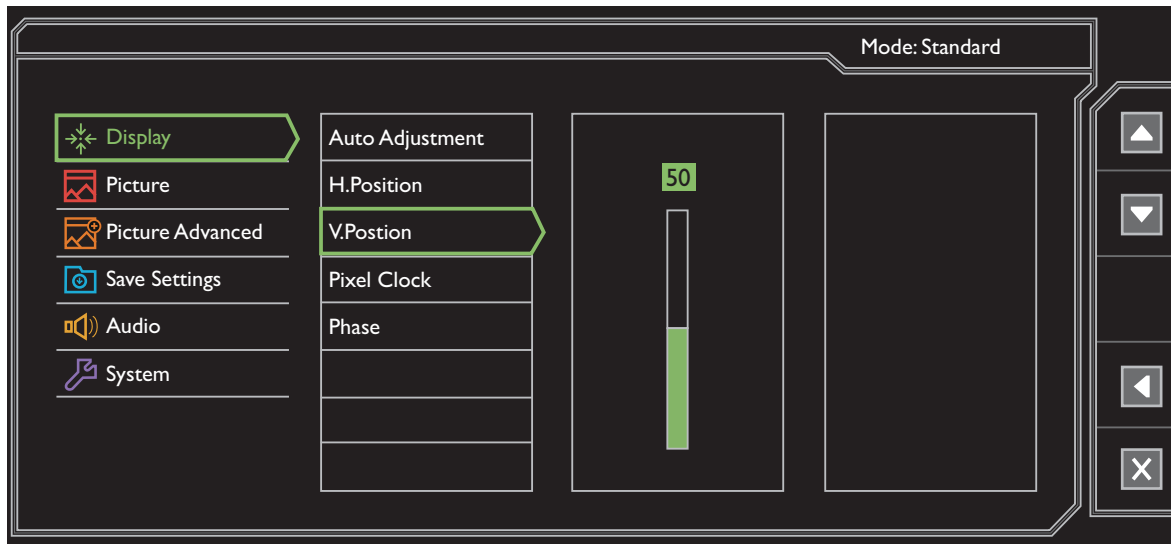 Mode: Standard
Display
Picture
Picture Advanced
Save Settings
Audio
System
Auto Adjustment
H.Position
V.Postion
Pixel Clock
Phase
50